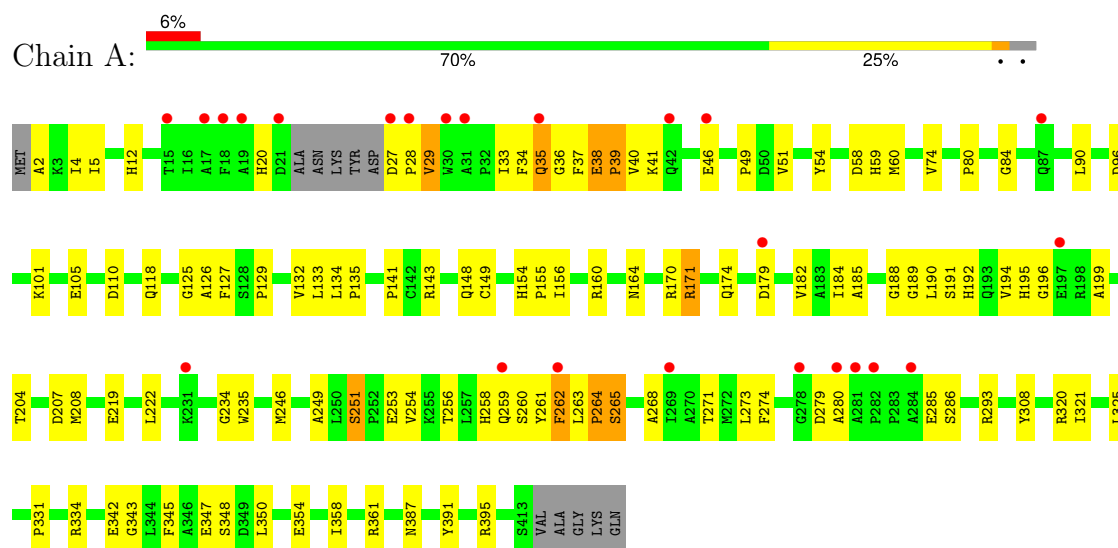 6%
Chain A:
70% 25% • •
MET A2 K3 I4 I5 H12 T15 I16 A17 F18 A19 H20 D21 ALA ASN LYS TYR ASP D27 P28 V29 W30 A31 P32 I33 F34 Q35 G36 F37 E38 P39 V40 K41 Q42 E46 P49 D50 V51 Y54 D58 H59 M60 V74 P80 G84 Q87 L90 D96
K101 E105 D110 Q118 G125 A126 F127 S128 P129 V132 L133 L134 P135 P141 C142 R143 Q148 C149 H154 P155 I156 R160 N164 R170 R171 Q174 D179 V182 A183 I184 A185 G188 G189 L190 S191 H192 Q193 V194 H195 G196 E197 R198 A199
T204 D207 M208 E219 L222 K231 G234 W235 M246 A249 L250 S251 P252 E253 V254 K255 T256 L257 H258 Q259 S260 Y261 F262 L263 P264 S265 A268 I269 A270 T271 M272 L273 F274 G278 D279 A280 A281 P282 P283 A284 E285 S286 R293 Y308 R320 I321
P331 R334 E342 G343 L344 F345 A346 E347 S348 D349 L350 E354 I358 R361 N387 Y391 R395 S413 VAL ALA GLY LYS GLN